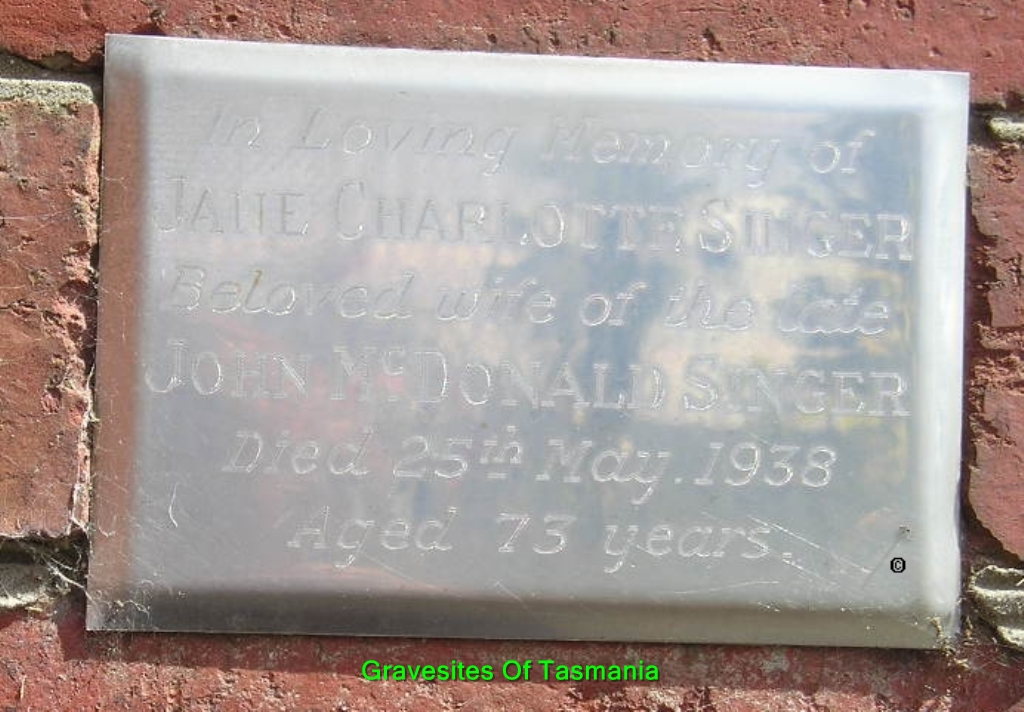 In Loving Memory of
JANE CHARLOTTE SINGER
Beloved wife of the late
JOHN McDONALD SINGER
Died 25th May. 1938
Aged 73 years.
©
Gravesites Of Tasmania